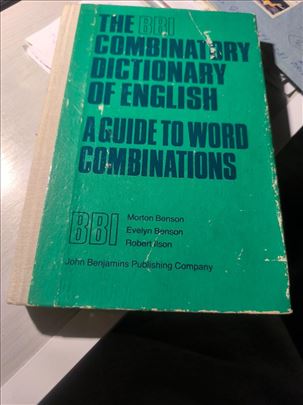 THE BBI
COMBINATORY
DICTIONARY
OF ENGLISH
A GUIDE TO WORD
COMBINATIONS
BBI
Morton Benson
Evelyn Benson
Robert Ilson
John Benjamins Publishing Company